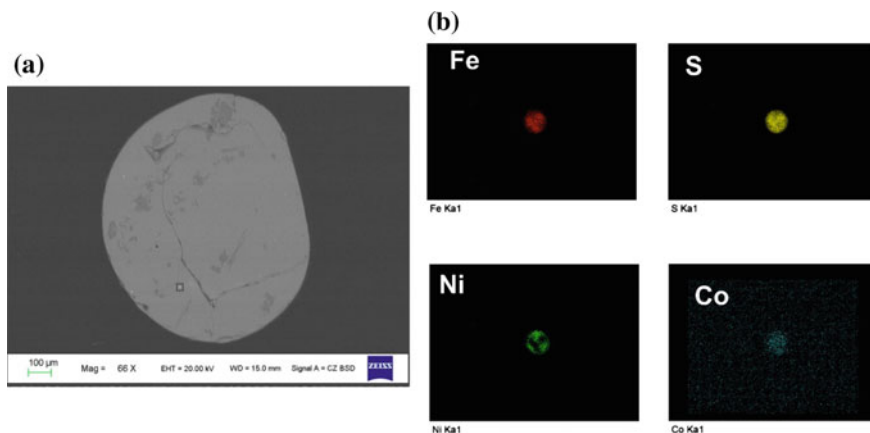 (a)
100 µm
Mag = 66 X
EHT = 20.00 kV
WD = 15.0 mm
Signal A = CZ BSD
ZEISS
(b)
Fe
Fe Ka1
S
S Ka1
Ni
Ni Ka1
Co
Co Ka1